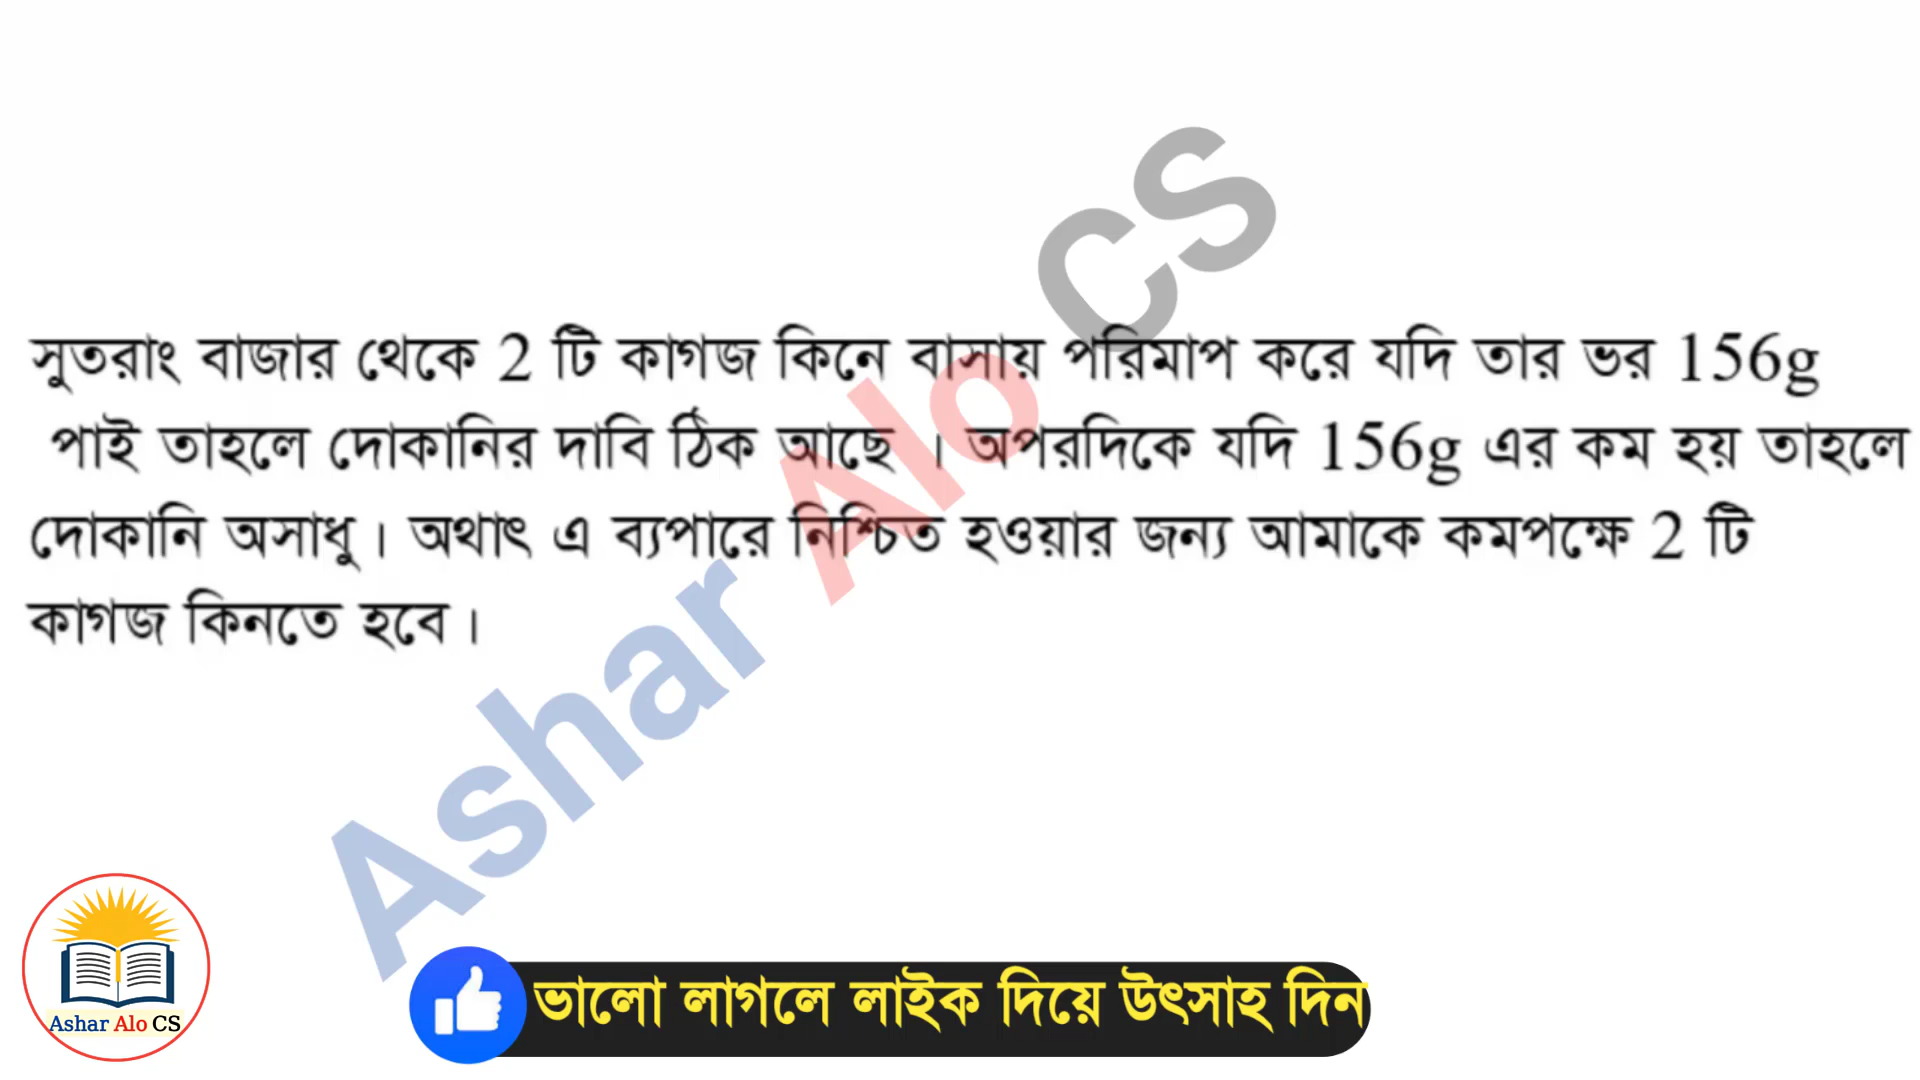 সুতরাং বাজার থেকে 2 টি কাগজ কিনে বাসায় পরিমাপ করে যদি তার ভর 156g
পাই তাহলে দোকানির দাবি ঠিক আছে । অপরদিকে যদি 156g এর কম হয় তাহলে
দোকানি অসাধু। অথাৎ এ ব্যপারে নিশ্চিত হওয়ার জন্য আমাকে কমপক্ষে 2 টি
কাগজ কিনতে হবে।
Ashar Alo CS
Ashar Alo CS
ভালো লাগলে লাইক দিয়ে উৎসাহ দিন